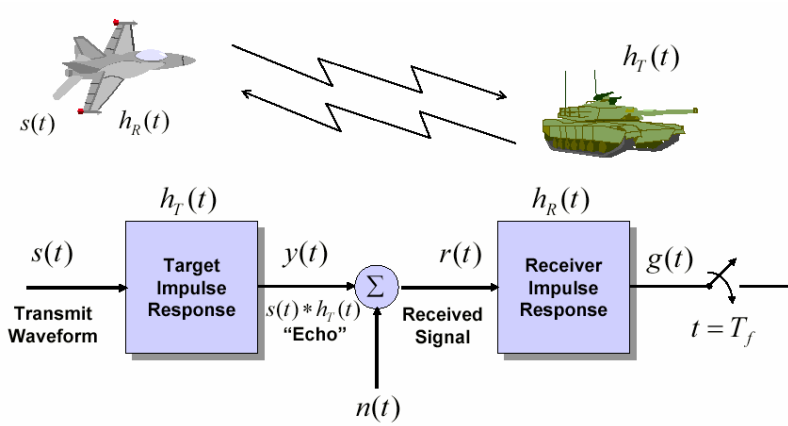 h_T(t)
s(t)
h_R(t)
h_T(t)
h_R(t)
s(t)
Target
Impulse
Response
y(t)
Σ
r(t)
Receiver
Impulse
Response
g(t)
Transmit
Waveform
s(t) * h_T(t)
“Echo”
Received
Signal
t = T_f
n(t)